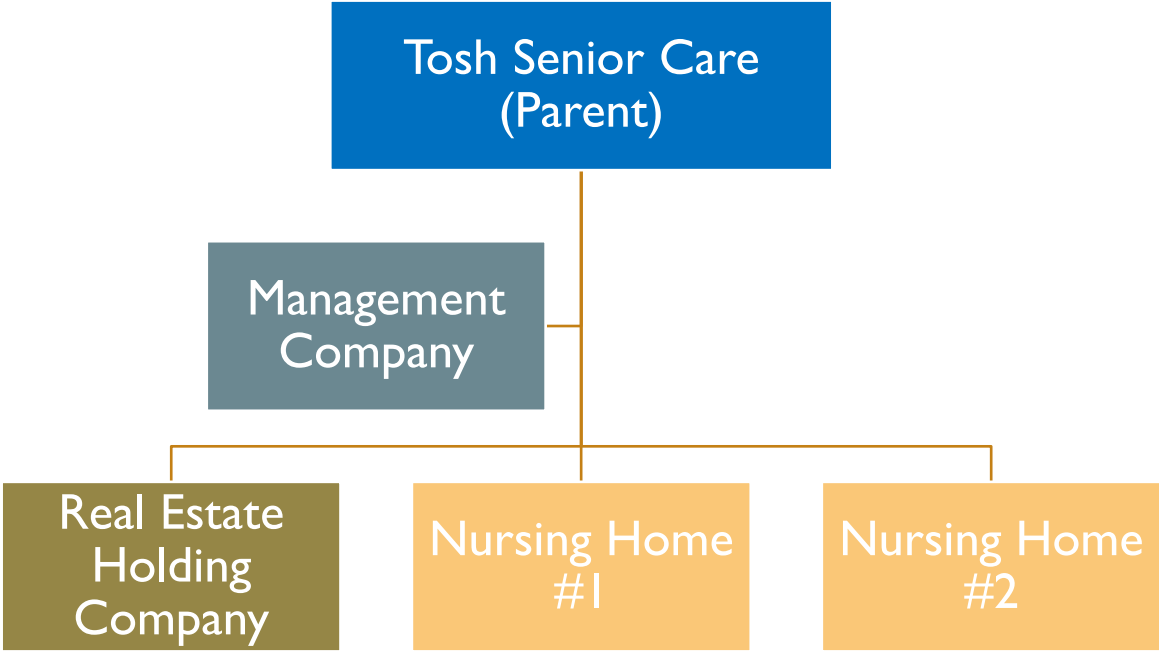 Tosh Senior Care
(Parent)
Management
Company
Real Estate
Holding
Company
Nursing Home
#1
Nursing Home
#2